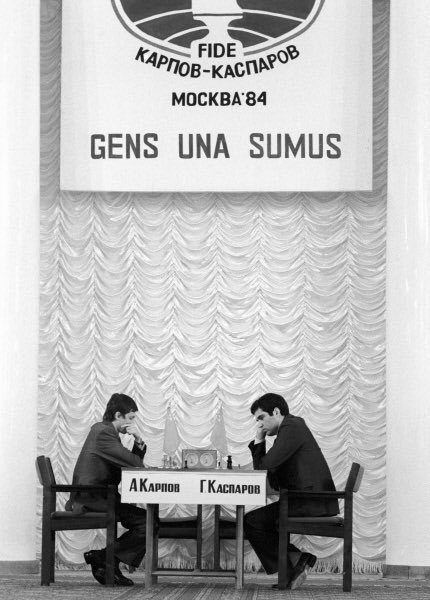 FIDE
КАРПОВ-КАСПАРОВ
МОСКВА'84
GENS UNA SUMUS
А.КАРПОВ Г.КАСПАРОВ